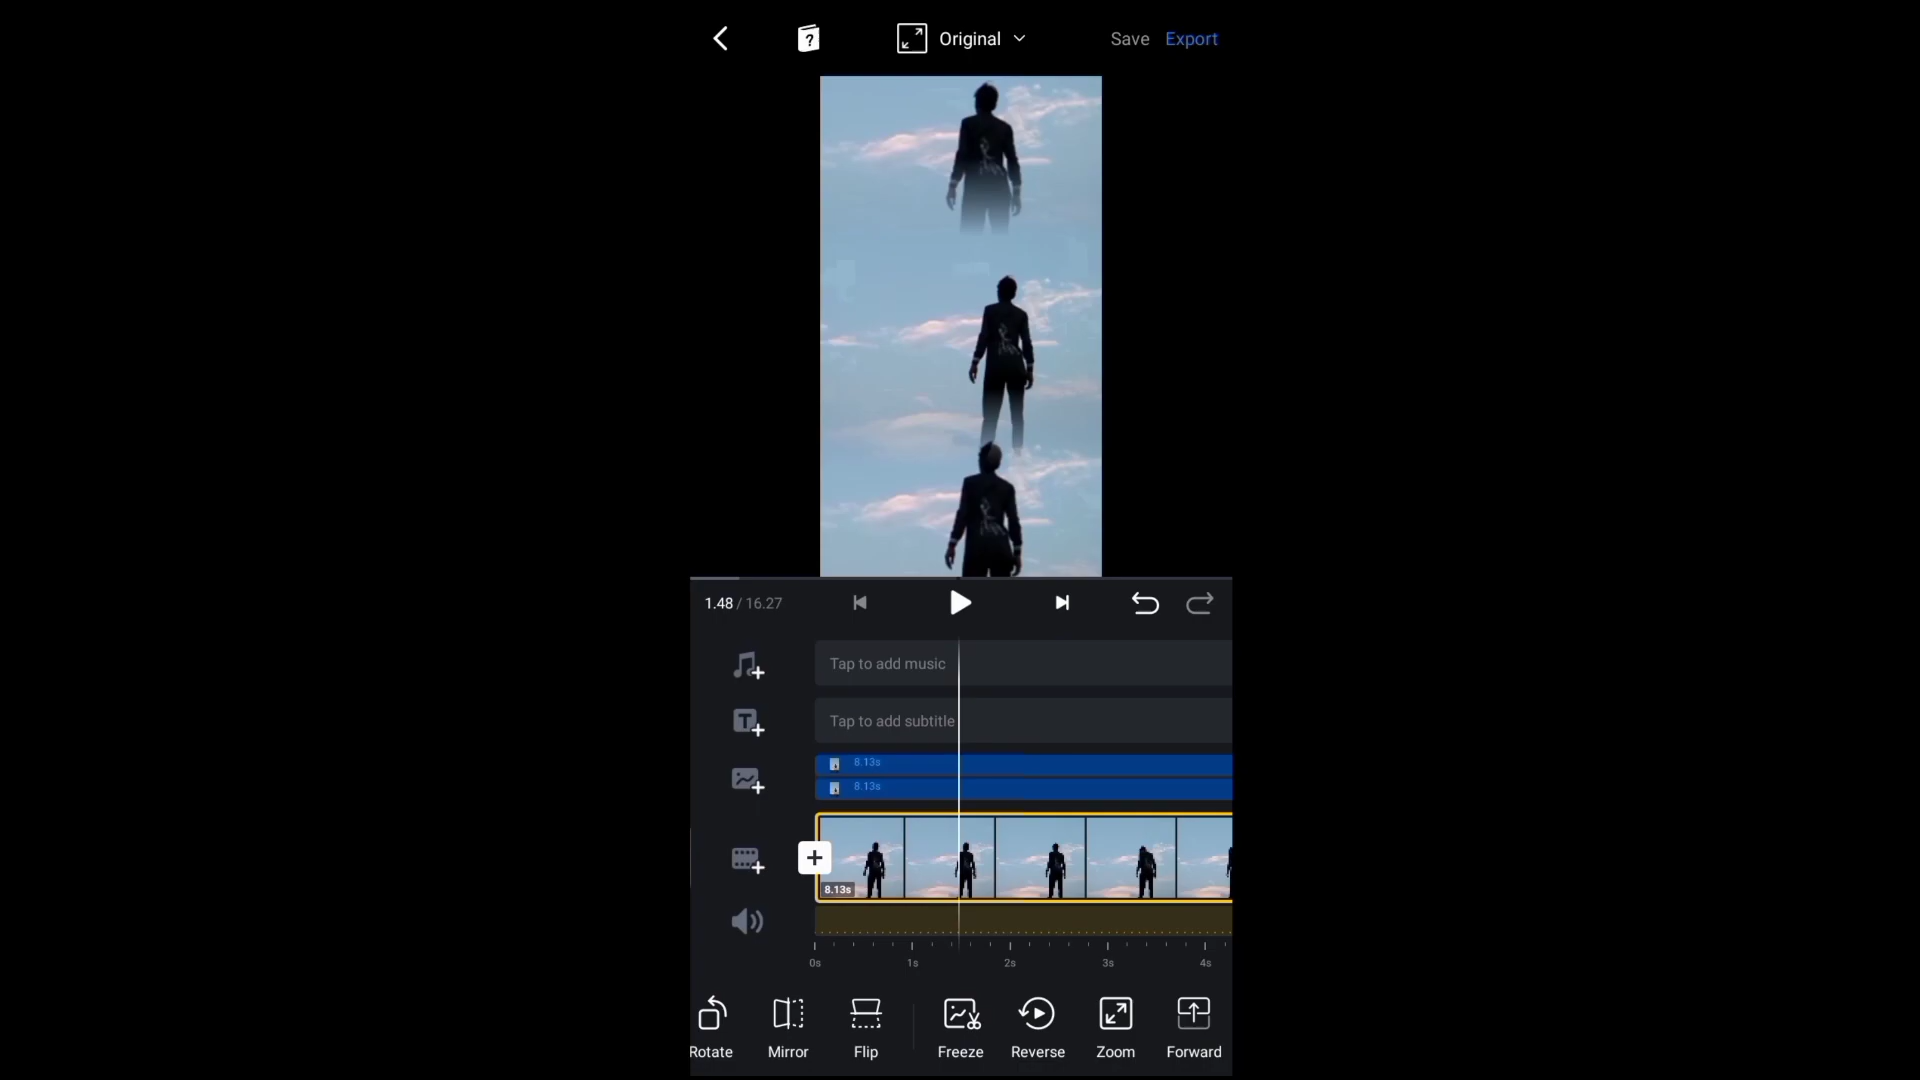 ?
Original
Save
Export
1.48 / 16.27
Tap to add music
Tap to add subtitle
8.13s
8.13s
8.13s
0s 1s 2s 3s 4s
Rotate Mirror Flip Freeze Reverse Zoom Forward